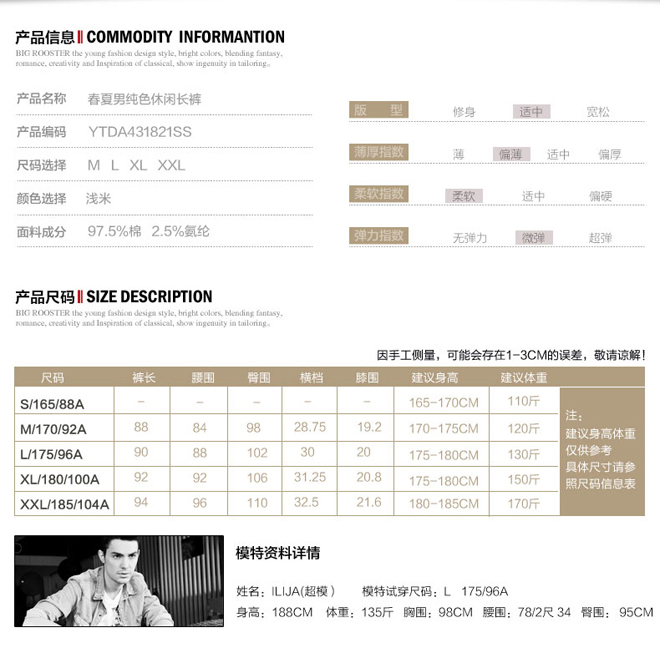 产品信息 COMMODITY INFORMANTION
BIG ROOSTER the young fashion design style, bright colors, blending fantasy,
romance, creativity and Inspiration of classical, show ingenuity in tailoring。
产品名称 春夏男纯色休闲长裤
产品编码 YTDA431821SS
尺码选择 M L XL XXL
颜色选择 浅米
面料成分 97.5%棉 2.5%氨纶
版 型 修身 适中 宽松
薄厚指数 薄 偏薄 适中 偏厚
柔软指数 柔软 适中 偏硬
弹力指数 无弹力 微弹 超弹
产品尺码 SIZE DESCRIPTION
BIG ROOSTER the young fashion design style, bright colors, blending fantasy,
romance, creativity and Inspiration of classical, show ingenuity in tailoring。
因手工侧量，可能会存在1-3CM的误差，敬请谅解！
尺码 裤长 腰围 臀围 横档 膝围 建议身高 建议体重
S/165/88A - - - - - 165-170CM 110斤
M/170/92A 88 84 98 28.75 19.2 170-175CM 120斤
L/175/96A 90 88 102 30 20 175-180CM 130斤
XL/180/100A 92 92 106 31.25 20.8 175-180CM 150斤
XXL/185/104A 94 96 110 32.5 21.6 180-185CM 170斤
注：
建议身高体重
仅供参考
具体尺寸请参
照尺码信息表
模特资料详情
姓名：ILIJA(超模） 模特试穿尺码：L 175/96A
身高：188CM 体重：135斤 胸围：98CM 腰围：78/2尺 34 臀围： 95CM